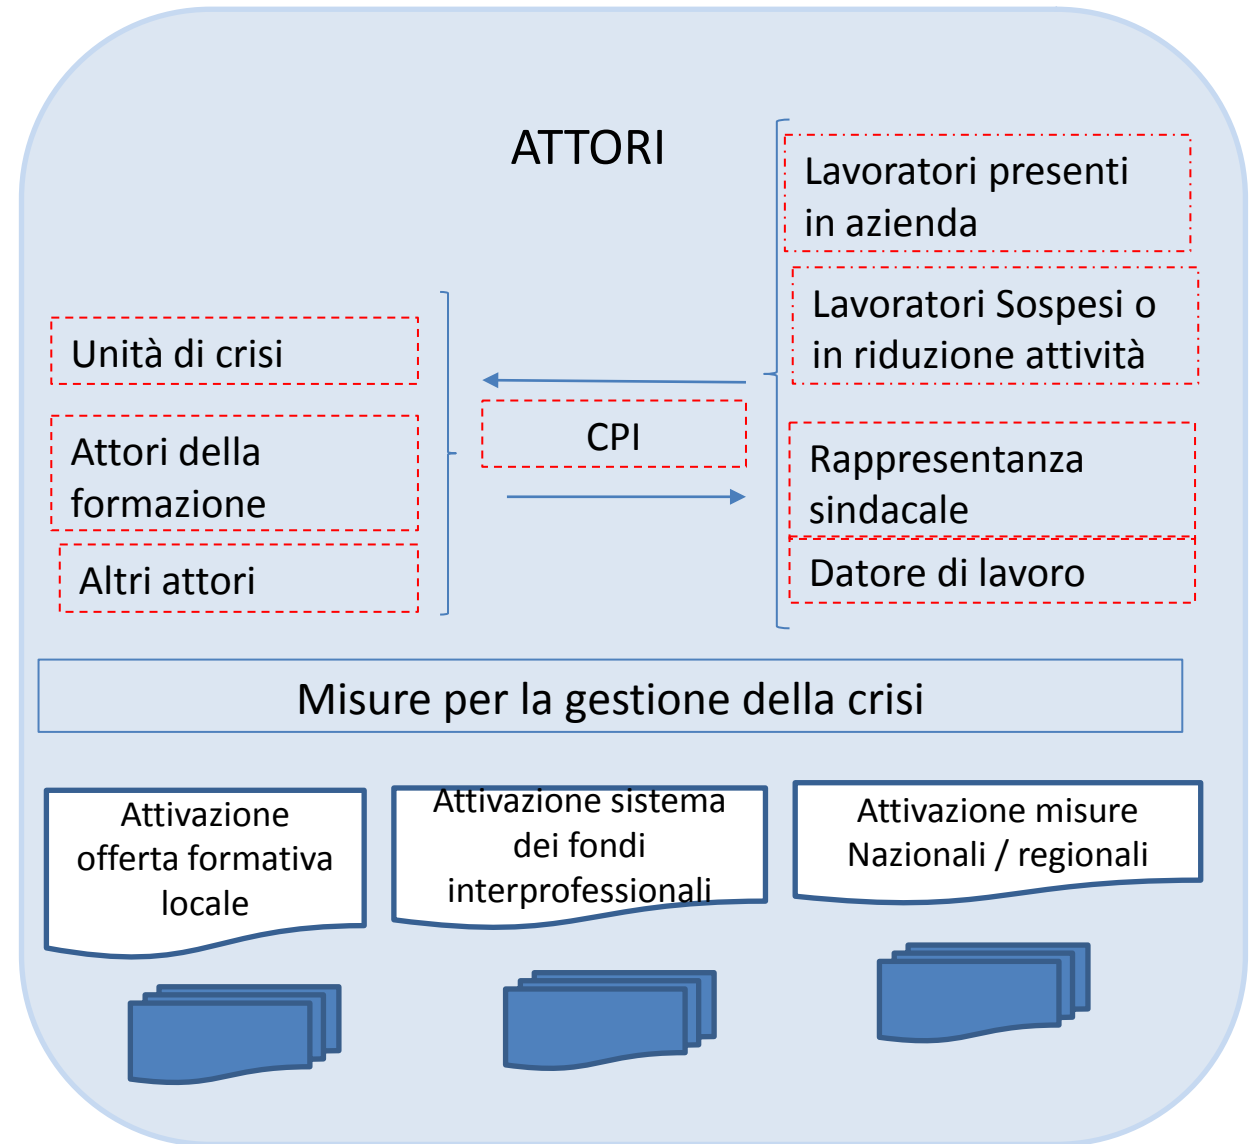 ATTORI
Unità di crisi
Attori della
formazione
Altri attori
CPI
Lavoratori presenti
in azienda
Lavoratori Sospesi o
in riduzione attività
Rappresentanza
sindacale
Datore di lavoro
Misure per la gestione della crisi
Attivazione
offerta formativa
locale
Attivazione sistema
dei fondi
interprofessionali
Attivazione misure
Nazionali / regionali